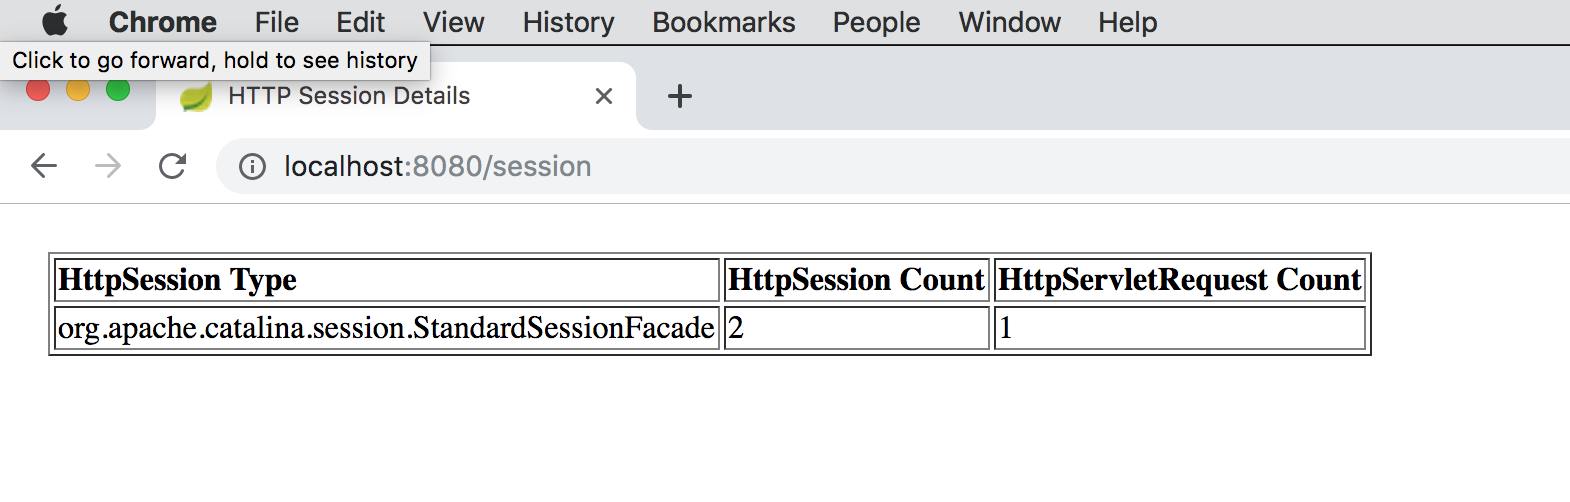 Chrome File Edit View History Bookmarks People Window Help
Click to go forward, hold to see history
HTTP Session Details
localhost:8080/session
HttpSession Type HttpSession Count HttpServletRequest Count
org.apache.catalina.session.StandardSessionFacade 2 1